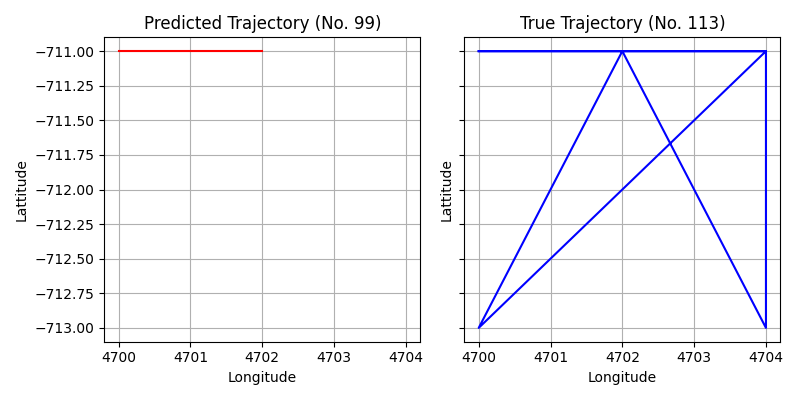 Predicted Trajectory (No. 99)
True Trajectory (No. 113)
−711.00
−711.25
−711.50
−711.75
−712.00
−712.25
−712.50
−712.75
−713.00
Lattitude
Lattitude
4700 4701 4702 4703 4704
4700 4701 4702 4703 4704
Longitude
Longitude